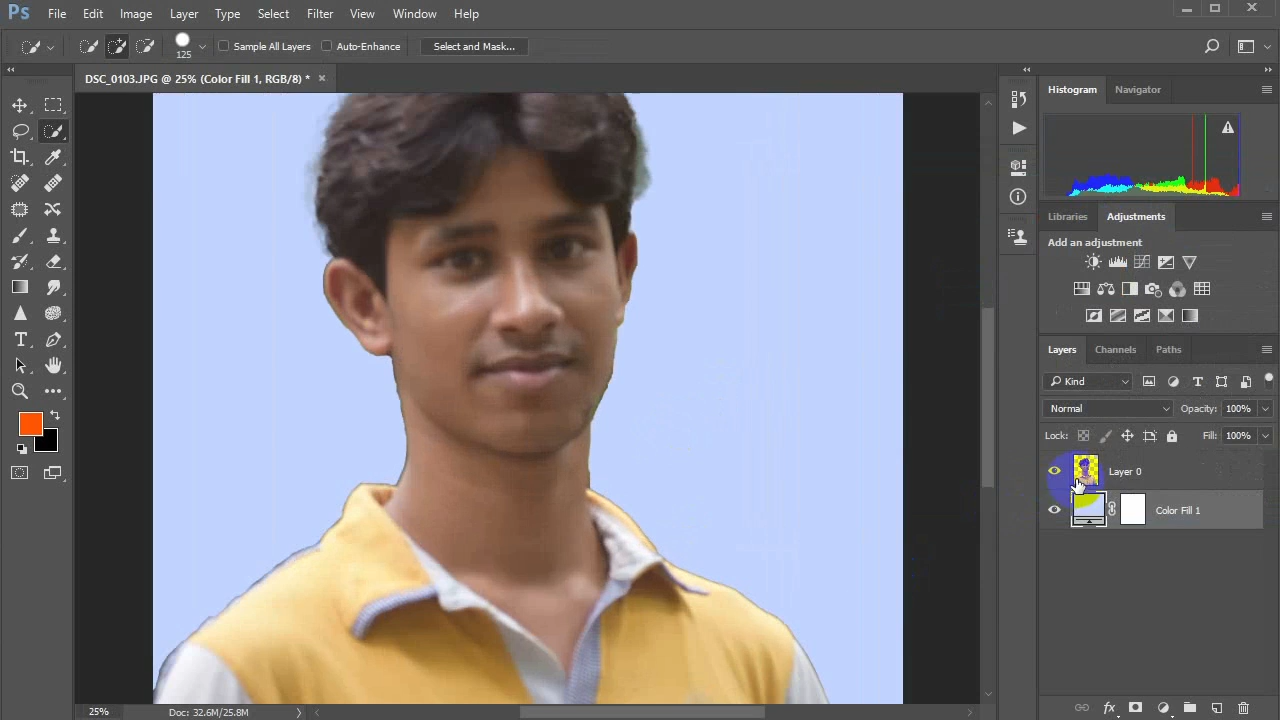 Ps File Edit Image Layer Type Select Filter View Window Help
125 Sample All Layers Auto-Enhance Select and Mask...
DSC_0103.JPG @ 25% (Color Fill 1, RGB/8) * ×
Histogram Navigator
Libraries Adjustments
Add an adjustment
Layers Channels Paths
Kind
Normal Opacity: 100%
Lock: Fill: 100%
Layer 0
Color Fill 1
fx
25% Doc: 32.6M/25.8M